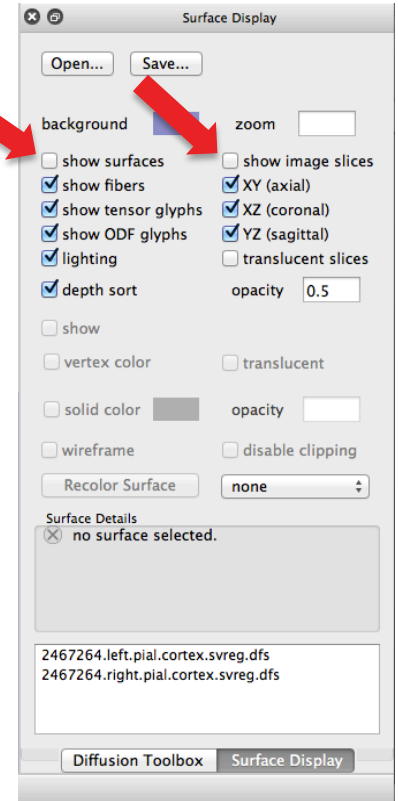 Surface Display
Open... Save...
background zoom
show surfaces show image slices
show fibers XY (axial)
show tensor glyphs XZ (coronal)
show ODF glyphs YZ (sagittal)
lighting translucent slices
depth sort opacity 0.5
show
vertex color translucent
solid color opacity
wireframe disable clipping
Recolor Surface none
Surface Details
no surface selected.
2467264.left.pial.cortex.svreg.dfs
2467264.right.pial.cortex.svreg.dfs
Diffusion Toolbox Surface Display